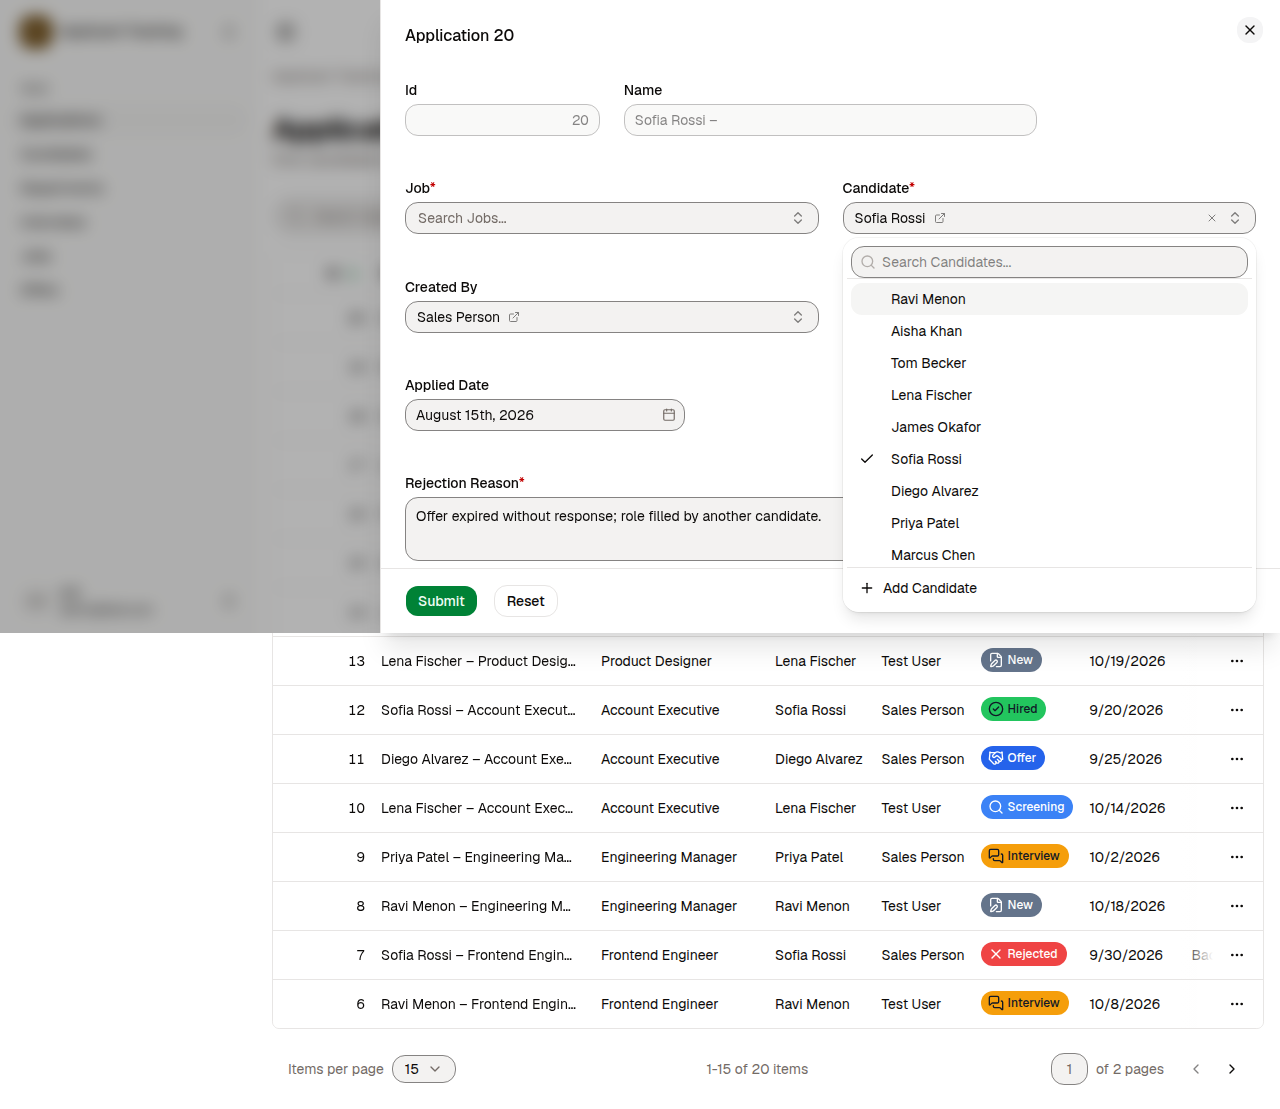 Application 20
Id
Name
20
Sofia Rossi –
Job*
Candidate*
Search Jobs...
Sofia Rossi
Search Candidates...
Ravi Menon
Created By
Sales Person
Aisha Khan
Tom Becker
Applied Date
Lena Fischer
August 15th, 2026
James Okafor
Sofia Rossi
Rejection Reason*
Diego Alvarez
Offer expired without response; role filled by another candidate.
Priya Patel
Marcus Chen
Submit
Reset
Add Candidate
13 Lena Fischer – Product Desig... Product Designer Lena Fischer Test User New 10/19/2026
12 Sofia Rossi – Account Execut... Account Executive Sofia Rossi Sales Person Hired 9/20/2026
11 Diego Alvarez – Account Exe... Account Executive Diego Alvarez Sales Person Offer 9/25/2026
10 Lena Fischer – Account Exec... Account Executive Lena Fischer Test User Screening 10/14/2026
9 Priya Patel – Engineering Ma... Engineering Manager Priya Patel Sales Person Interview 10/2/2026
8 Ravi Menon – Engineering M... Engineering Manager Ravi Menon Test User New 10/18/2026
7 Sofia Rossi – Frontend Engin... Frontend Engineer Sofia Rossi Sales Person Rejected 9/30/2026
6 Ravi Menon – Frontend Engin... Frontend Engineer Ravi Menon Test User Interview 10/8/2026
Items per page 15 1-15 of 20 items 1 of 2 pages